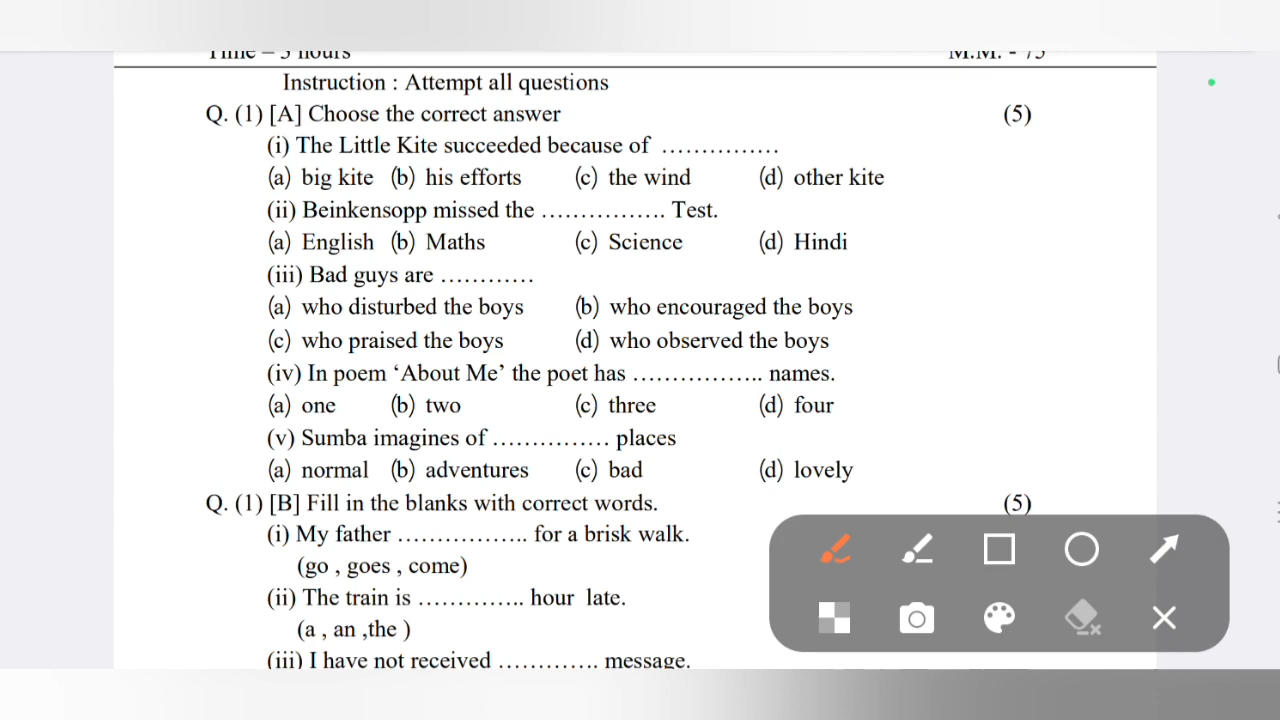 Time – 3 hours M.M. - 75
Instruction : Attempt all questions
Q. (1) [A] Choose the correct answer (5)
(i) The Little Kite succeeded because of ……………
(a) big kite (b) his efforts (c) the wind (d) other kite
(ii) Beinkensopp missed the ……………. Test.
(a) English (b) Maths (c) Science (d) Hindi
(iii) Bad guys are …………
(a) who disturbed the boys (b) who encouraged the boys
(c) who praised the boys (d) who observed the boys
(iv) In poem ‘About Me’ the poet has …………….. names.
(a) one (b) two (c) three (d) four
(v) Sumba imagines of …………… places
(a) normal (b) adventures (c) bad (d) lovely
Q. (1) [B] Fill in the blanks with correct words. (5)
(i) My father …………….. for a brisk walk.
(go , goes , come)
(ii) The train is ………….. hour late.
(a , an ,the )
(iii) I have not received …………. message.